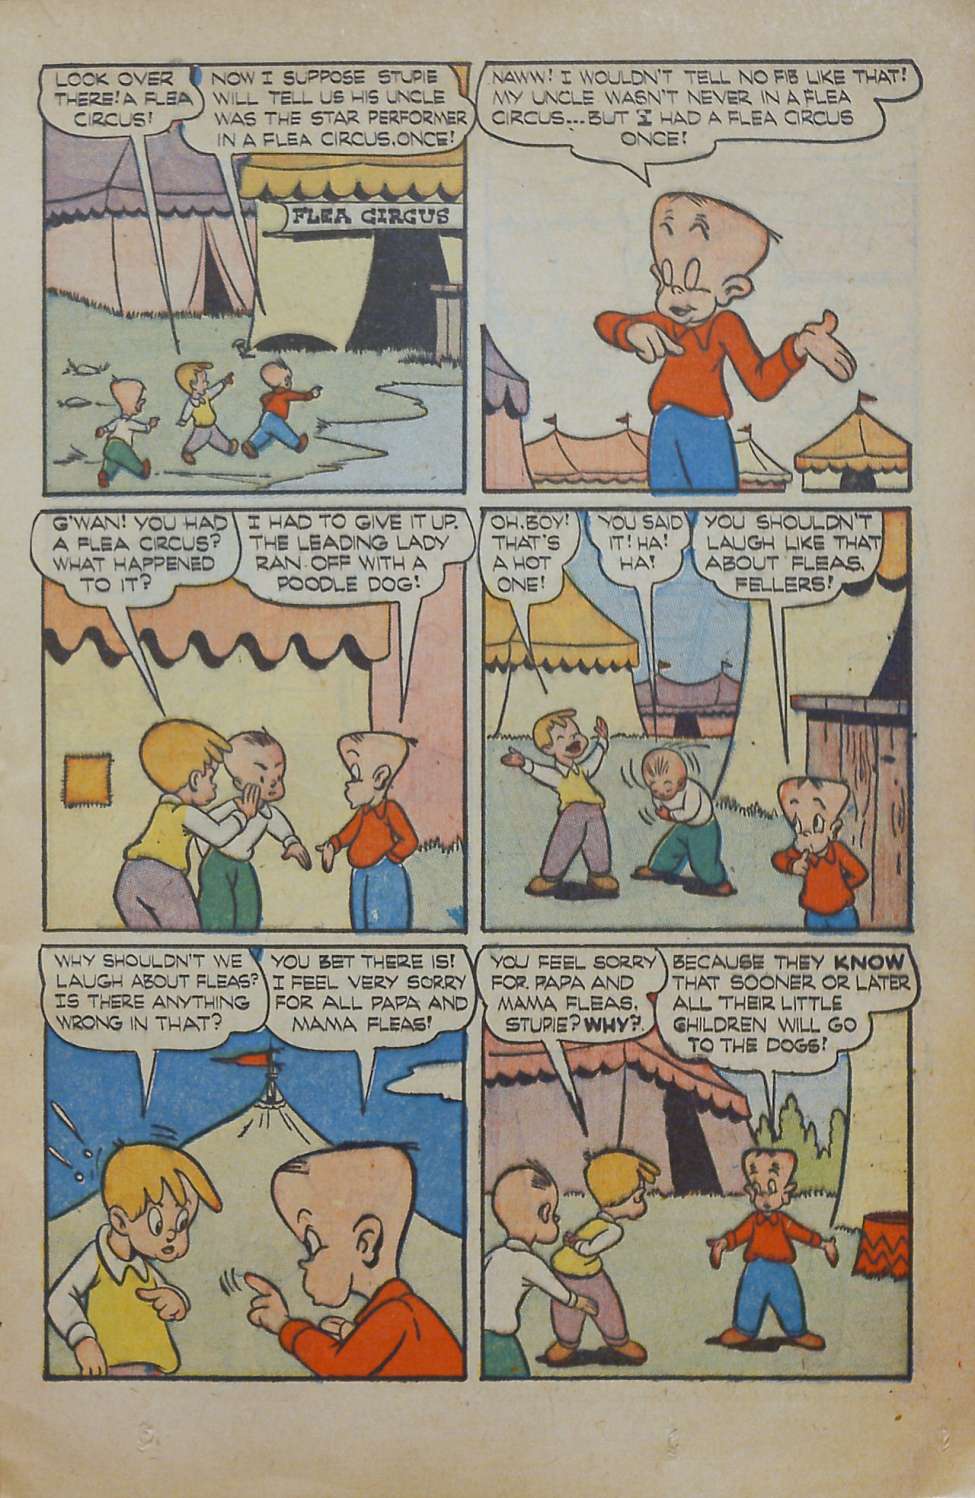 LOOK OVER
THERE! A FLEA
CIRCUS!
NOW I SUPPOSE STUPIE
WILL TELL US HIS UNCLE
WAS THE STAR PERFORMER
IN A FLEA CIRCUS, ONCE!
FLEA CIRCUS
NAWW! I WOULDN'T TELL NO FIB LIKE THAT!
MY UNCLE WASN'T NEVER IN A FLEA
CIRCUS...BUT I HAD A FLEA CIRCUS
ONCE!
G'WAN! YOU HAD
A FLEA CIRCUS?
WHAT HAPPENED
TO IT?
I HAD TO GIVE IT UP.
THE LEADING LADY
RAN OFF WITH A
POODLE DOG!
OH, BOY!
THAT'S
A HOT
ONE!
YOU SAID
IT! HA!
HA!
YOU SHOULDN'T
LAUGH LIKE THAT
ABOUT FLEAS,
FELLERS!
WHY SHOULDN'T WE
LAUGH ABOUT FLEAS?
IS THERE ANYTHING
WRONG IN THAT?
YOU BET THERE IS!
I FEEL VERY SORRY
FOR ALL PAPA AND
MAMA FLEAS!
YOU FEEL SORRY
FOR PAPA AND
MAMA FLEAS,
STUPIE? WHY?
BECAUSE THEY KNOW
THAT SOONER OR LATER
ALL THEIR LITTLE
CHILDREN WILL GO
TO THE DOGS!